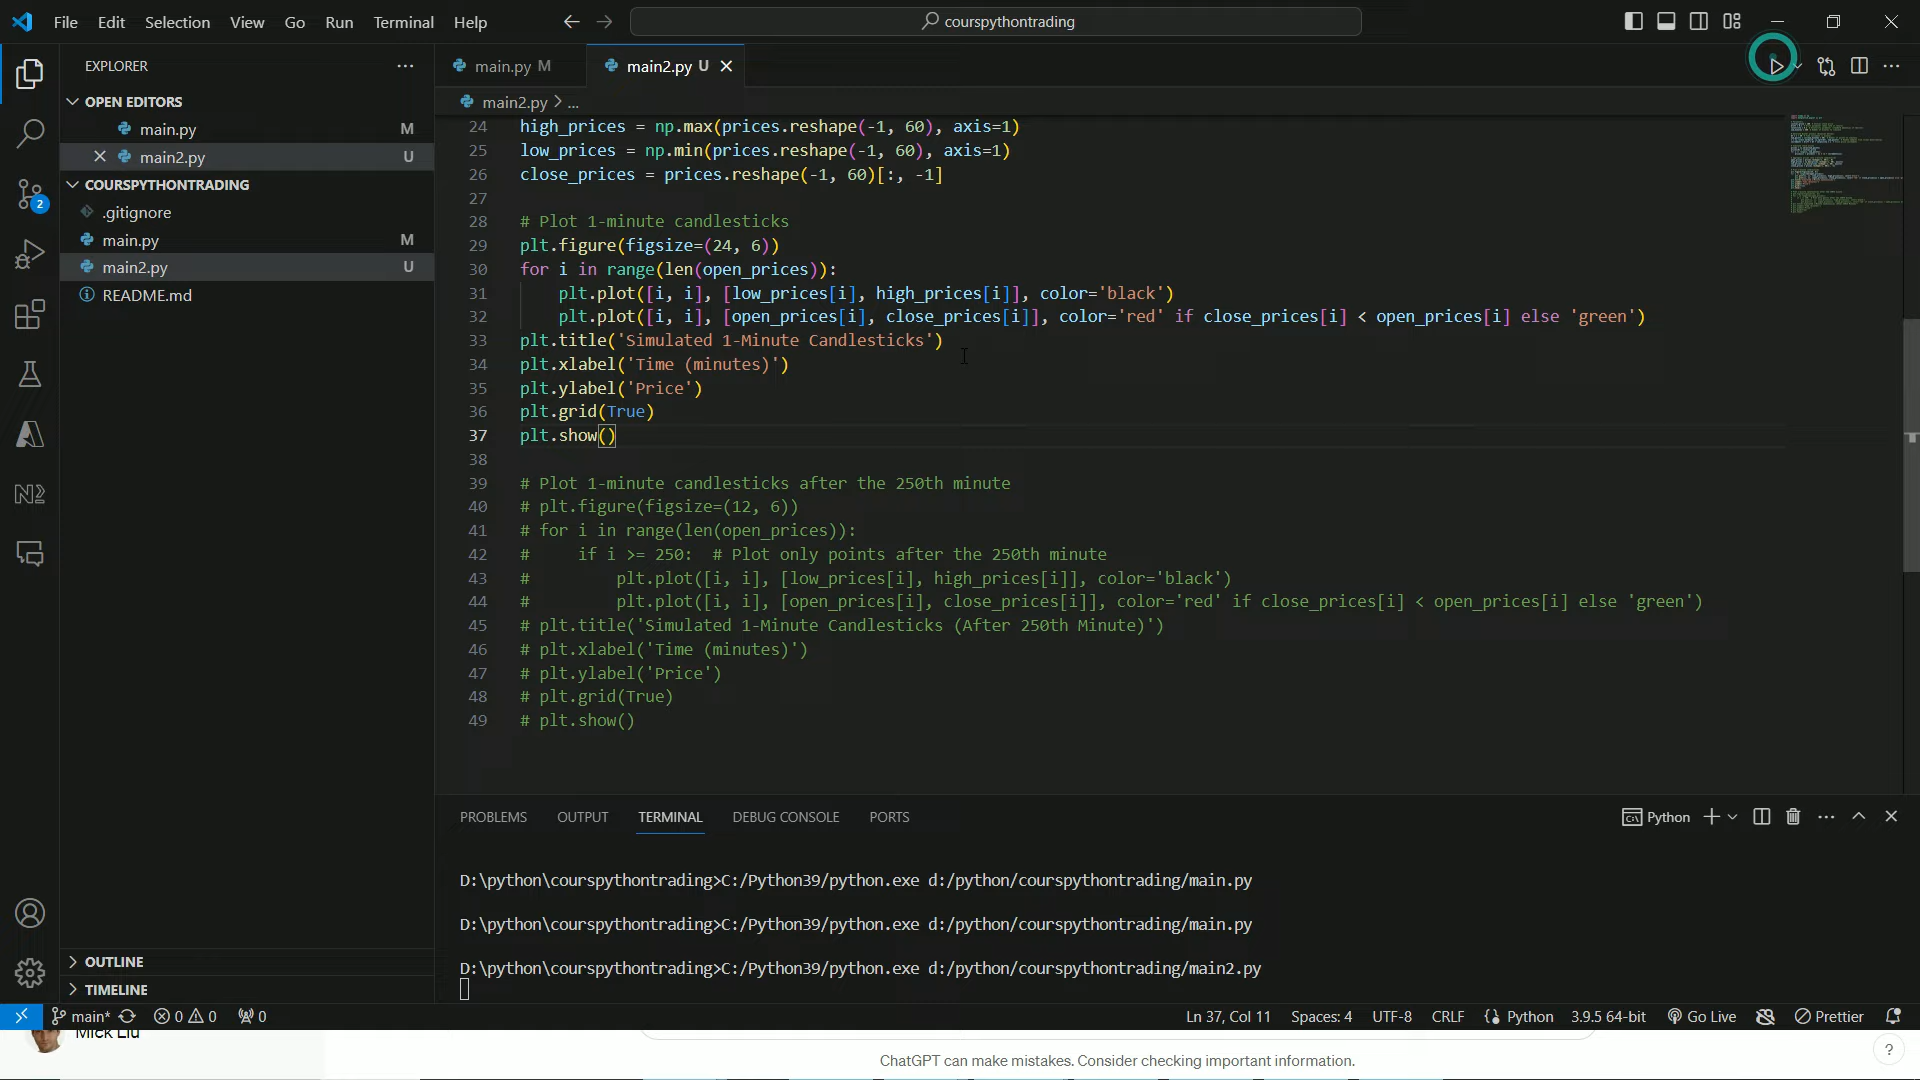 File Edit Selection View Go Run Terminal Help
courspythontrading
EXPLORER
main.py M
main2.py U
OPEN EDITORS
main.py M
main2.py U
COURSPYTHONTRADING
.gitignore
main.py M
main2.py U
README.md
OUTLINE
TIMELINE
2
main2.py > ...
24 high_prices = np.max(prices.reshape(-1, 60), axis=1)
25 low_prices = np.min(prices.reshape(-1, 60), axis=1)
26 close_prices = prices.reshape(-1, 60)[:, -1]
27
28 # Plot 1-minute candlesticks
29 plt.figure(figsize=(24, 6))
30 for i in range(len(open_prices)):
31     plt.plot([i, i], [low_prices[i], high_prices[i]], color='black')
32     plt.plot([i, i], [open_prices[i], close_prices[i]], color='red' if close_prices[i] < open_prices[i] else 'green')
33 plt.title('Simulated 1-Minute Candlesticks')
34 plt.xlabel('Time (minutes)')
35 plt.ylabel('Price')
36 plt.grid(True)
37 plt.show()
38
39 # Plot 1-minute candlesticks after the 250th minute
40 # plt.figure(figsize=(12, 6))
41 # for i in range(len(open_prices)):
42 #     if i >= 250:  # Plot only points after the 250th minute
43 #         plt.plot([i, i], [low_prices[i], high_prices[i]], color='black')
44 #         plt.plot([i, i], [open_prices[i], close_prices[i]], color='red' if close_prices[i] < open_prices[i] else 'green')
45 # plt.title('Simulated 1-Minute Candlesticks (After 250th Minute)')
46 # plt.xlabel('Time (minutes)')
47 # plt.ylabel('Price')
48 # plt.grid(True)
49 # plt.show()
PROBLEMS OUTPUT TERMINAL DEBUG CONSOLE PORTS
Python
D:\python\courspythontrading>C:/Python39/python.exe d:/python/courspythontrading/main.py
D:\python\courspythontrading>C:/Python39/python.exe d:/python/courspythontrading/main.py
D:\python\courspythontrading>C:/Python39/python.exe d:/python/courspythontrading/main2.py
main* 0 0 0
Ln 37, Col 11 Spaces: 4 UTF-8 CRLF Python 3.9.5 64-bit Go Live Prettier
Mick Liu
ChatGPT can make mistakes. Consider checking important information.
?